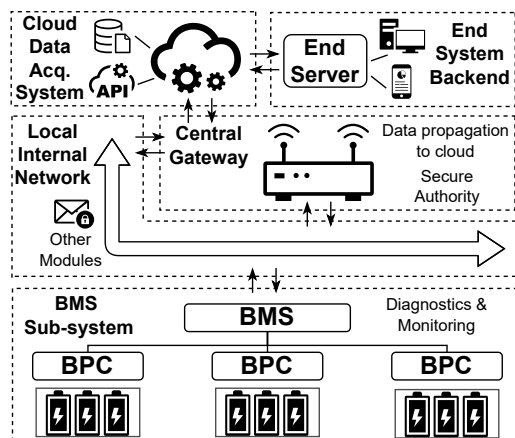 Cloud
Data
Acq.
System
API
End
Server
End
System
Backend
Local
Internal
Network
Central
Gateway
Data propagation
to cloud
Secure
Authority
Other
Modules
BMS
Sub-system
BMS
Diagnostics &
Monitoring
BPC
BPC
BPC